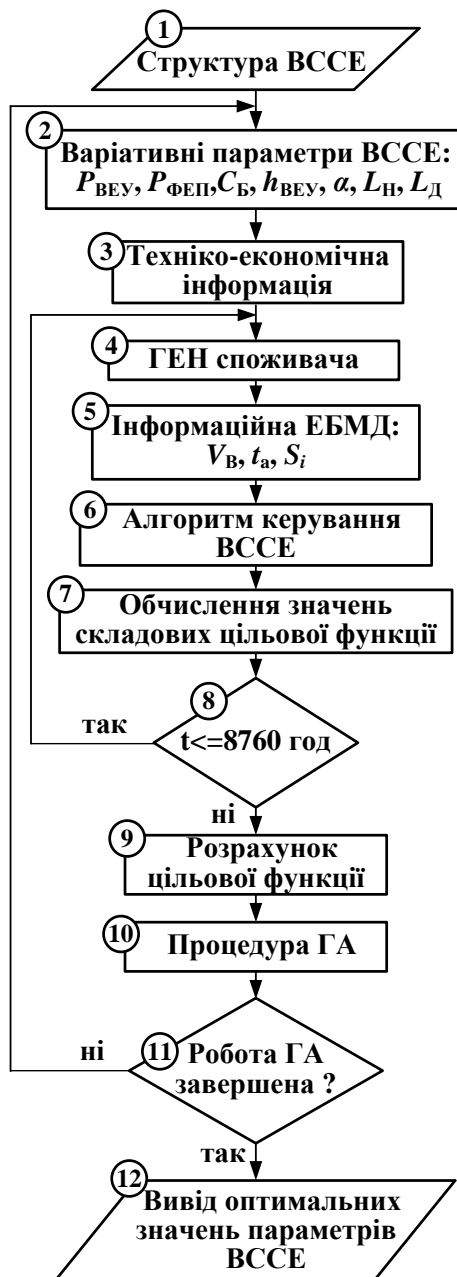 1
Структура ВССЕ
2
Варіативні параметри ВССЕ:
PВЕУ, PФЕП,CБ, hВЕУ, α, LН, LД
3
Техніко-економічна
інформація
4
ГЕН споживача
5
Інформаційна ЕБМД:
VВ, tа, Si
6
Алгоритм керування
ВССЕ
7
Обчислення значень
складових цільової функції
8
так
t<=8760 год
ні
9
Розрахунок
цільової функції
10
Процедура ГА
ні
11
Робота ГА
завершена ?
так
12
Вивід оптимальних
значень параметрів
ВССЕ